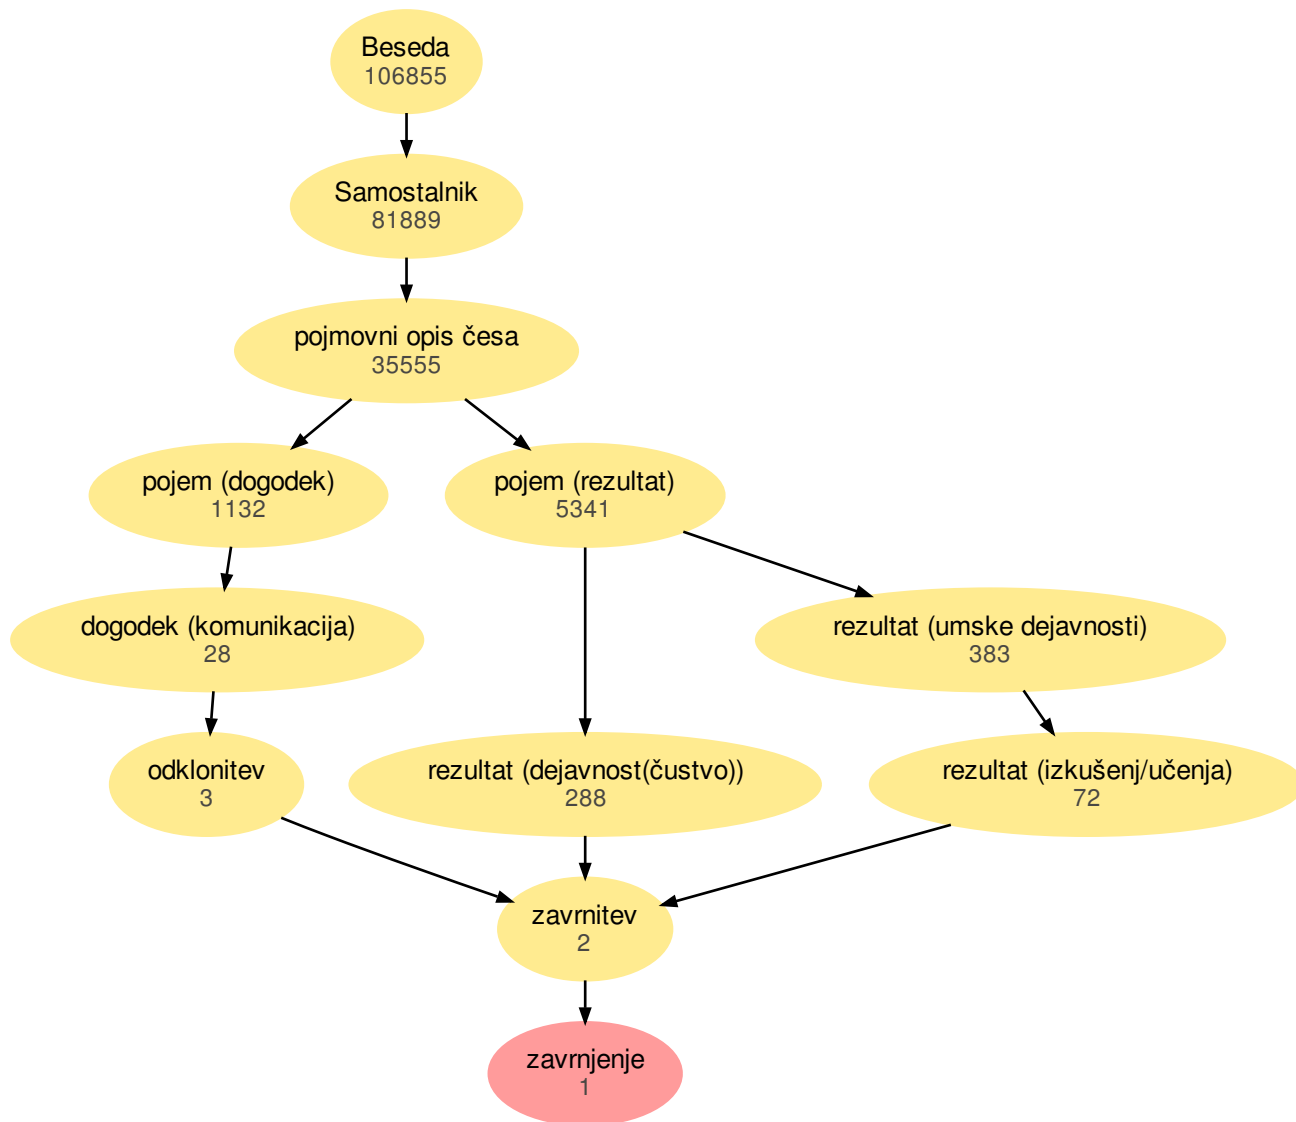 Beseda
106855
Samostalnik
81889
pojmovni opis česa
35555
pojem (dogodek)
1132
pojem (rezultat)
5341
dogodek (komunikacija)
28
rezultat (umske dejavnosti)
383
odklonitev
3
rezultat (dejavnost(čustvo))
288
rezultat (izkušenj/učenja)
72
zavrnitev
2
zavrnjenje
1